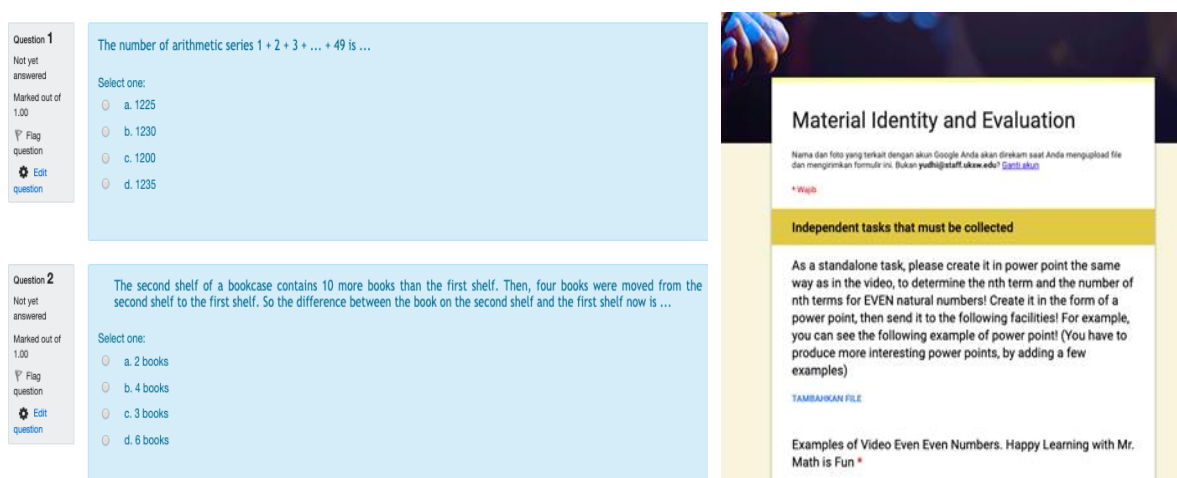 Question 1
Not yet
answered
Marked out of
1.00
Flag
question
Edit
question
The number of arithmetic series 1 + 2 + 3 + ... + 49 is ...
Select one:
a. 1225
b. 1230
c. 1200
d. 1235
Question 2
Not yet
answered
Marked out of
1.00
Flag
question
Edit
question
The second shelf of a bookcase contains 10 more books than the first shelf. Then, four books were moved from the
second shelf to the first shelf. So the difference between the book on the second shelf and the first shelf now is ...
Select one:
a. 2 books
b. 4 books
c. 3 books
d. 6 books
Material Identity and Evaluation
Nama dan foto yang terkait dengan akun Google Anda akan direkam saat Anda mengupload file
dan mengirimkan formulir ini. Bukan yudhi@staff.uksw.edu? Ganti akun
* Wajib
Independent tasks that must be collected
As a standalone task, please create it in power point the same
way as in the video, to determine the nth term and the number of
nth terms for EVEN natural numbers! Create it in the form of a
power point, then send it to the following facilities! For example,
you can see the following example of power point! (You have to
produce more interesting power points, by adding a few
examples)
TAMBAHKAN FILE
Examples of Video Even Even Numbers. Happy Learning with Mr.
Math is Fun *